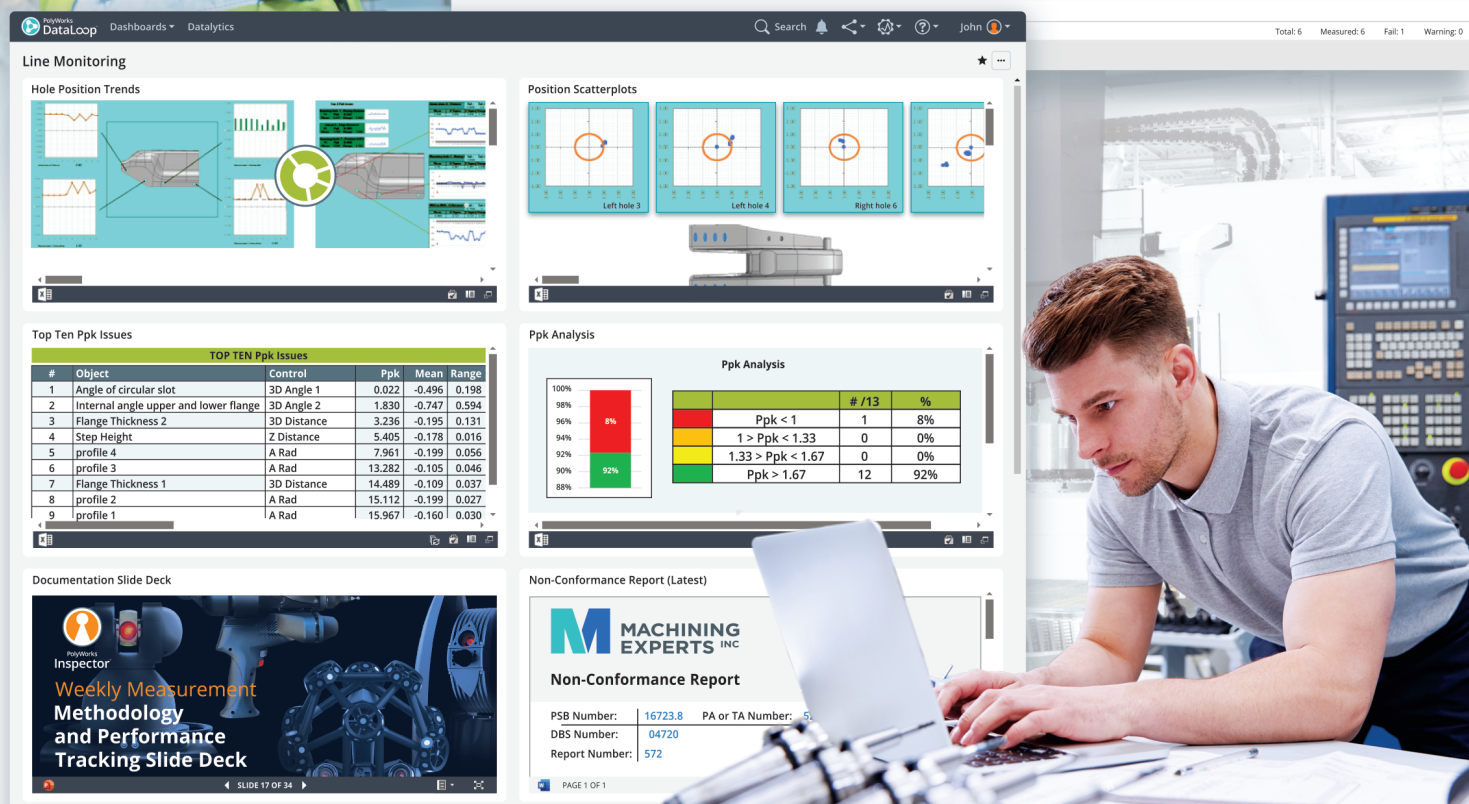 PolyWorks
DataLoop Dashboards Datalytics Search ? John
Total: 6 Measured: 6 Fail: 1 Warning: 0
Line Monitoring
Hole Position Trends
Position Scatterplots
Left hole 3
Left hole 4
Right hole 6
Top Ten Ppk Issues
TOP TEN Ppk Issues
# Object Control Ppk Mean Range
1 Angle of circular slot 3D Angle 1 0.022 -0.496 0.198
2 Internal angle upper and lower flange 3D Angle 2 1.830 -0.747 0.594
3 Flange Thickness 2 3D Distance 3.236 -0.195 0.131
4 Step Height Z Distance 5.405 -0.178 0.016
5 profile 4 A Rad 7.961 -0.199 0.056
6 profile 3 A Rad 13.282 -0.105 0.046
7 Flange Thickness 1 3D Distance 14.489 -0.109 0.037
8 profile 2 A Rad 15.112 -0.199 0.027
9 profile 1 A Rad 15.967 -0.160 0.030
Ppk Analysis
Ppk Analysis
100%
98%
96%
94%
92%
90%
88%
8%
92%
# /13 %
Ppk < 1 1 8%
1 > Ppk < 1.33 0 0%
1.33 > Ppk < 1.67 0 0%
Ppk > 1.67 12 92%
Documentation Slide Deck
PolyWorks
Inspector
Weekly Measurement
Methodology
and Performance
Tracking Slide Deck
SLIDE 17 OF 34
Non-Conformance Report (Latest)
M MACHINING
EXPERTS INC
Non-Conformance Report
PSB Number: 16723.8 PA or TA Number:
DBS Number: 04720
Report Number: 572
PAGE 1 OF 1